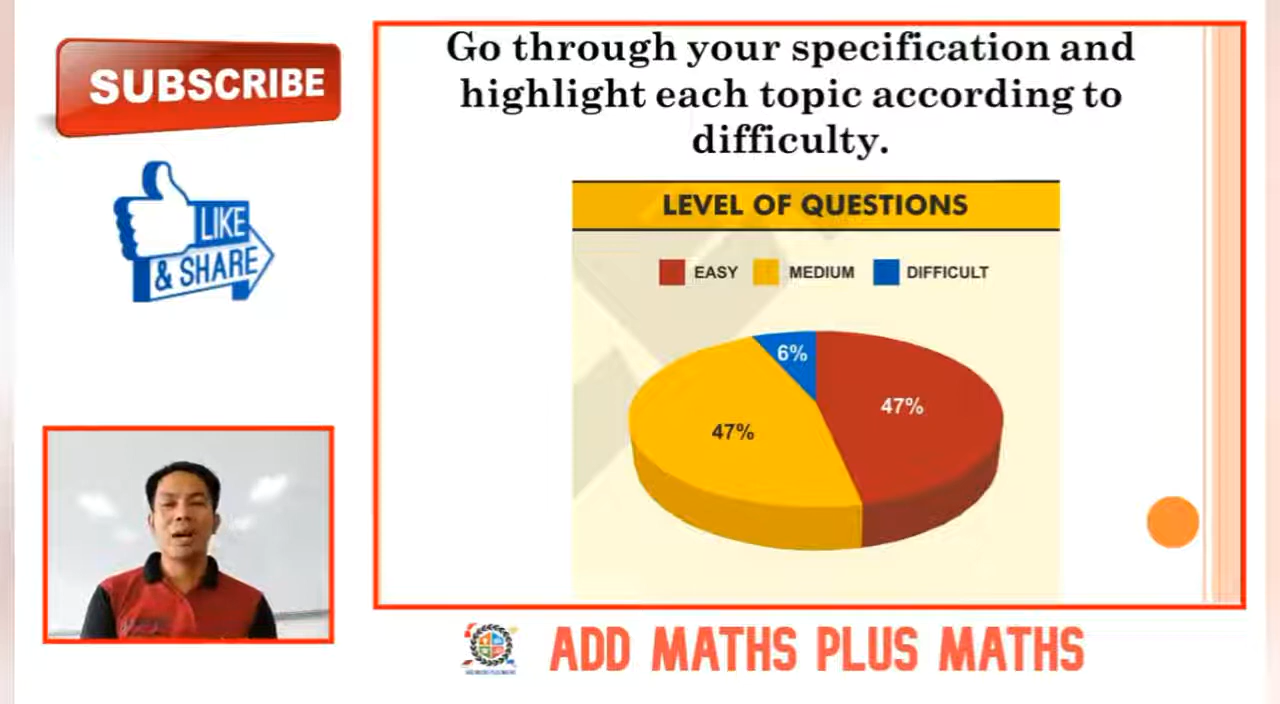 SUBSCRIBE
LIKE
& SHARE
Go through your specification and
highlight each topic according to
difficulty.
LEVEL OF QUESTIONS
EASY MEDIUM DIFFICULT
6%
47%
47%
ADD MATHS PLUS MATHS